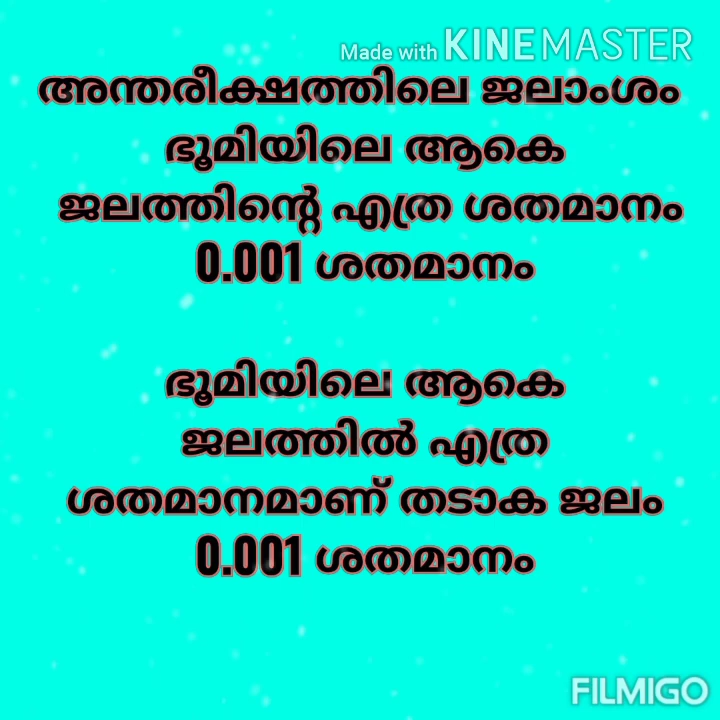 Made with KINEMASTER
അന്തരീക്ഷത്തിലെ ജലാംശം
ഭൂമിയിലെ ആകെ
ജലത്തിന്റെ എത്ര ശതമാനം
0.001 ശതമാനം
ഭൂമിയിലെ ആകെ
ജലത്തിൽ എത്ര
ശതമാനമാണ് തടാക ജലം
0.001 ശതമാനം
FILMIGO